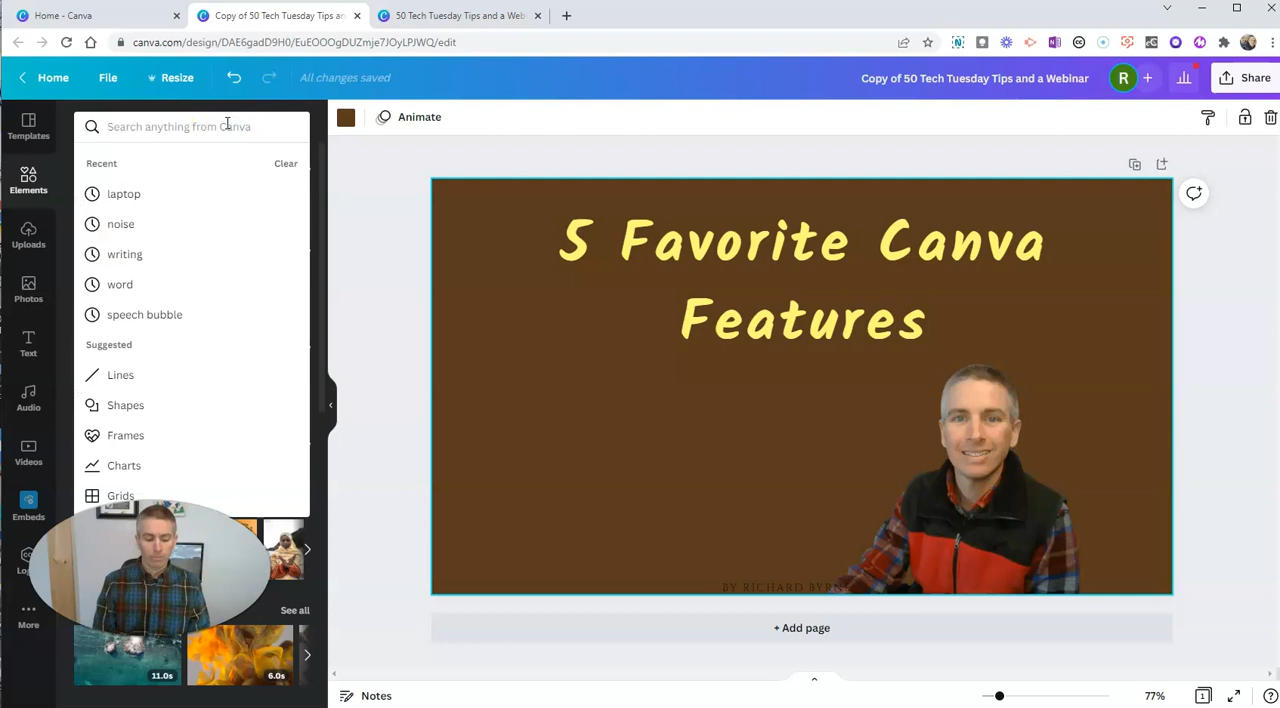 Home - Canva
Copy of 50 Tech Tuesday Tips an
50 Tech Tuesday Tips and a Web
canva.com/design/DAE6gadD9H0/EuEOOOgDUZmje7JOyLPJWQ/edit
Home
File
Resize
All changes saved
Copy of 50 Tech Tuesday Tips and a Webinar
R
Share
Templates
Elements
Uploads
Photos
Text
Audio
Videos
Embeds
More
Search anything from Canva
Recent
Clear
laptop
noise
writing
word
speech bubble
Suggested
Lines
Shapes
Frames
Charts
Grids
See all
11.0s
6.0s
Animate
5 Favorite Canva
Features
BY RICHARD BYRN
+ Add page
Notes
77%
1